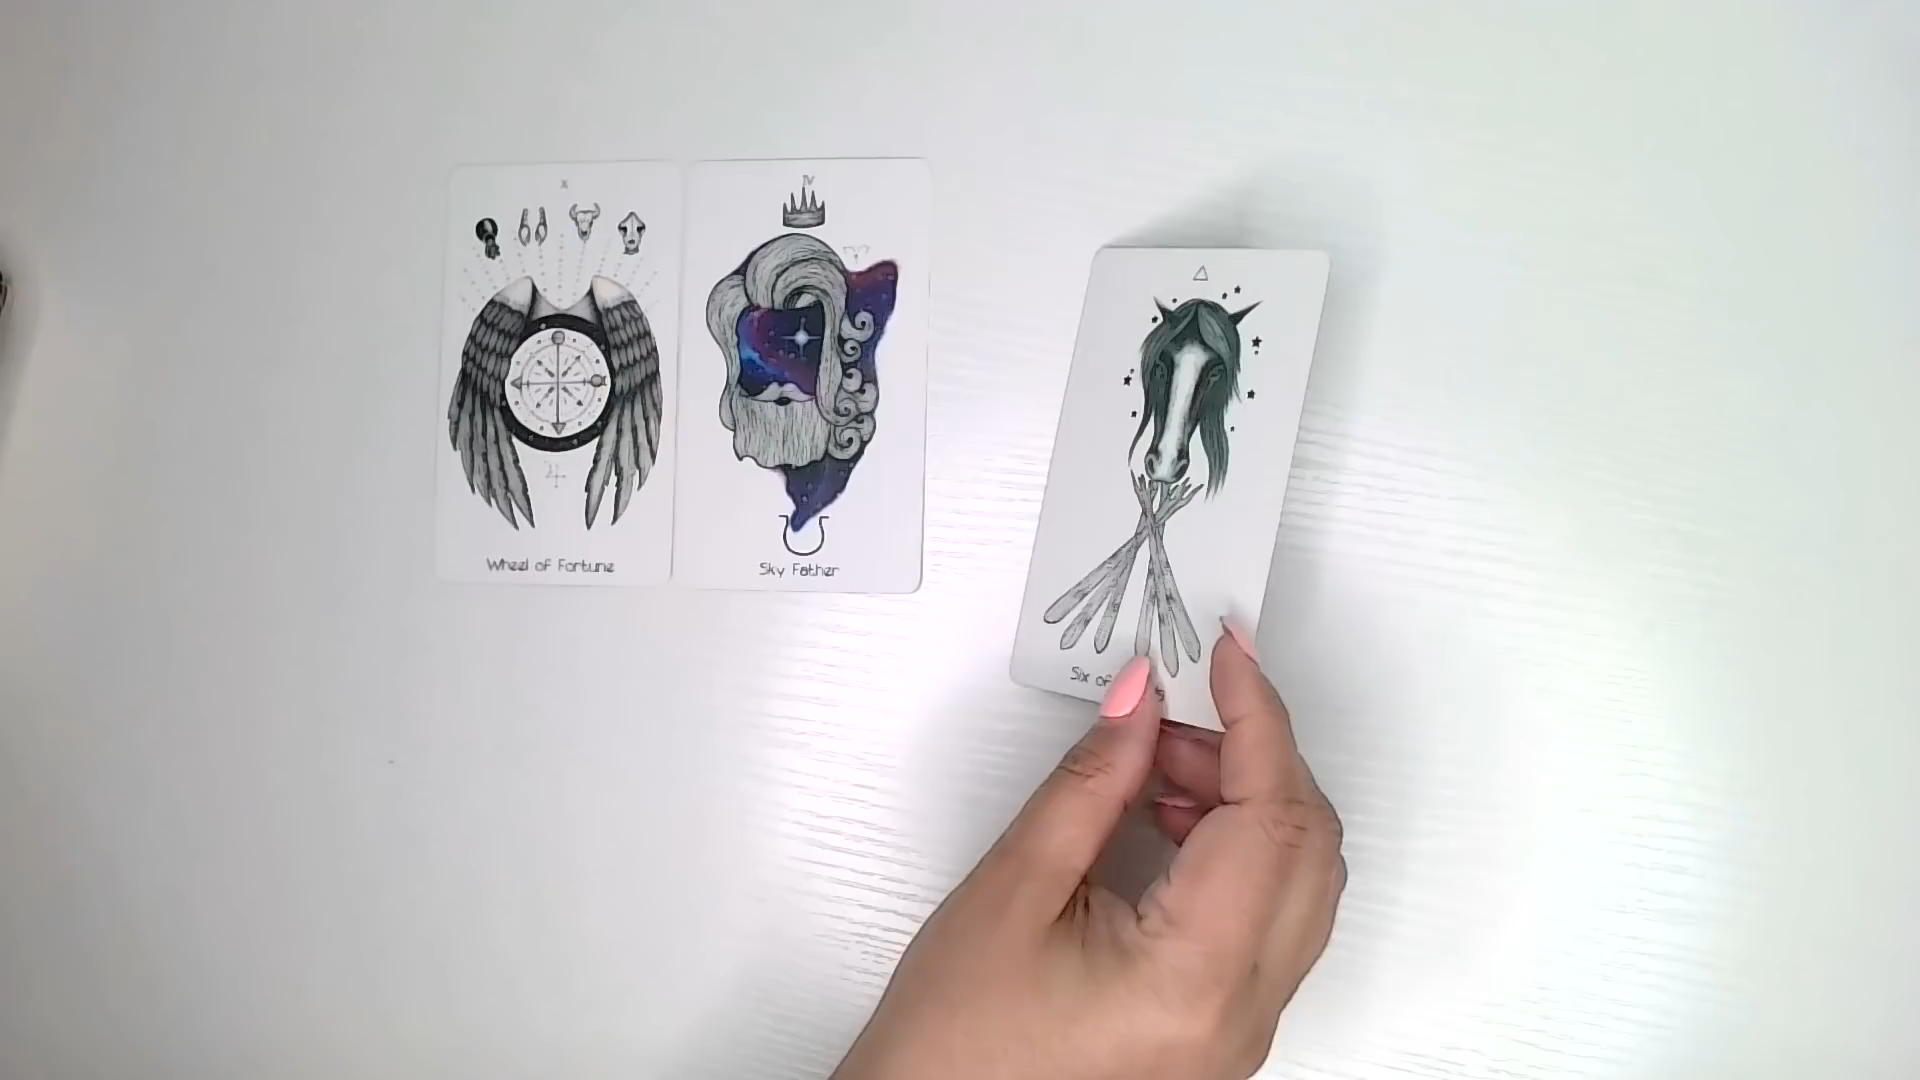 X
Wheel of Fortune
IV
Sky Father
Six of